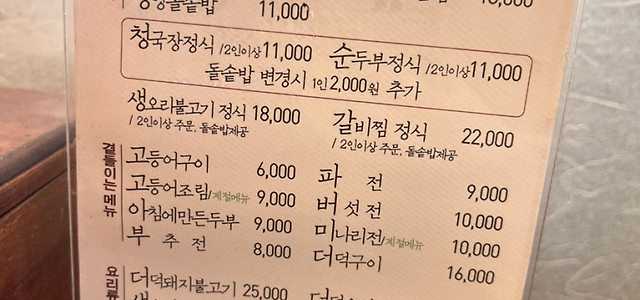 돌솥밥 11,000
청국장정식 /2인이상 11,000 순두부정식 /2인이상 11,000
돌솥밥 변경시 1인 2,000원 추가
생오리불고기 정식 18,000
/ 2인이상 주문, 돌솥밥제공
갈비찜 정식 22,000
/ 2인이상 주문, 돌솥밥제공
곁들이는 메뉴
고등어구이 6,000
고등어조림/계절메뉴 9,000
아침에만든두부 9,000
부추전 8,000
파전 9,000
버섯전 10,000
미나리전/계절메뉴 10,000
더덕구이 16,000
요리류
더덕돼지불고기 25,000